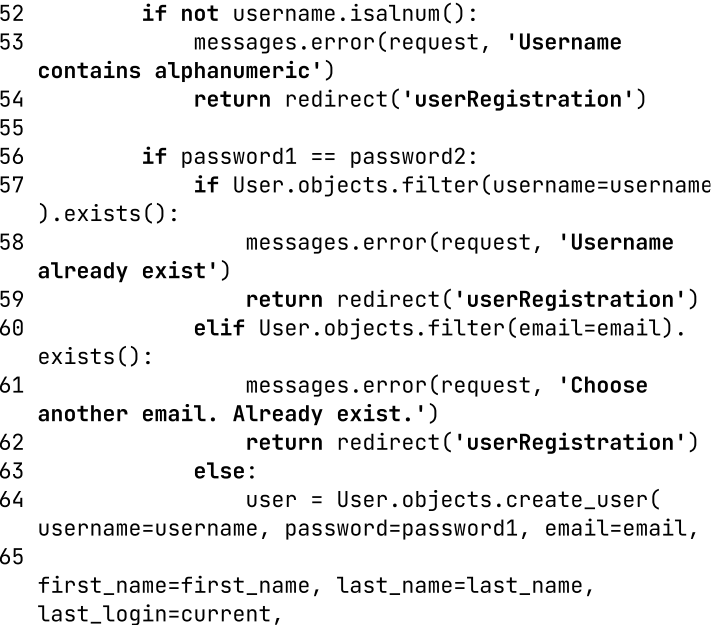 52         if not username.isalnum():
53             messages.error(request, 'Username
contains alphanumeric')
54             return redirect('userRegistration')
55
56         if password1 == password2:
57             if User.objects.filter(username=username
).exists():
58                 messages.error(request, 'Username
already exist')
59                 return redirect('userRegistration')
60             elif User.objects.filter(email=email).
exists():
61                 messages.error(request, 'Choose
another email. Already exist.')
62                 return redirect('userRegistration')
63             else:
64                 user = User.objects.create_user(
username=username, password=password1, email=email,
65
first_name=first_name, last_name=last_name,
last_login=current,